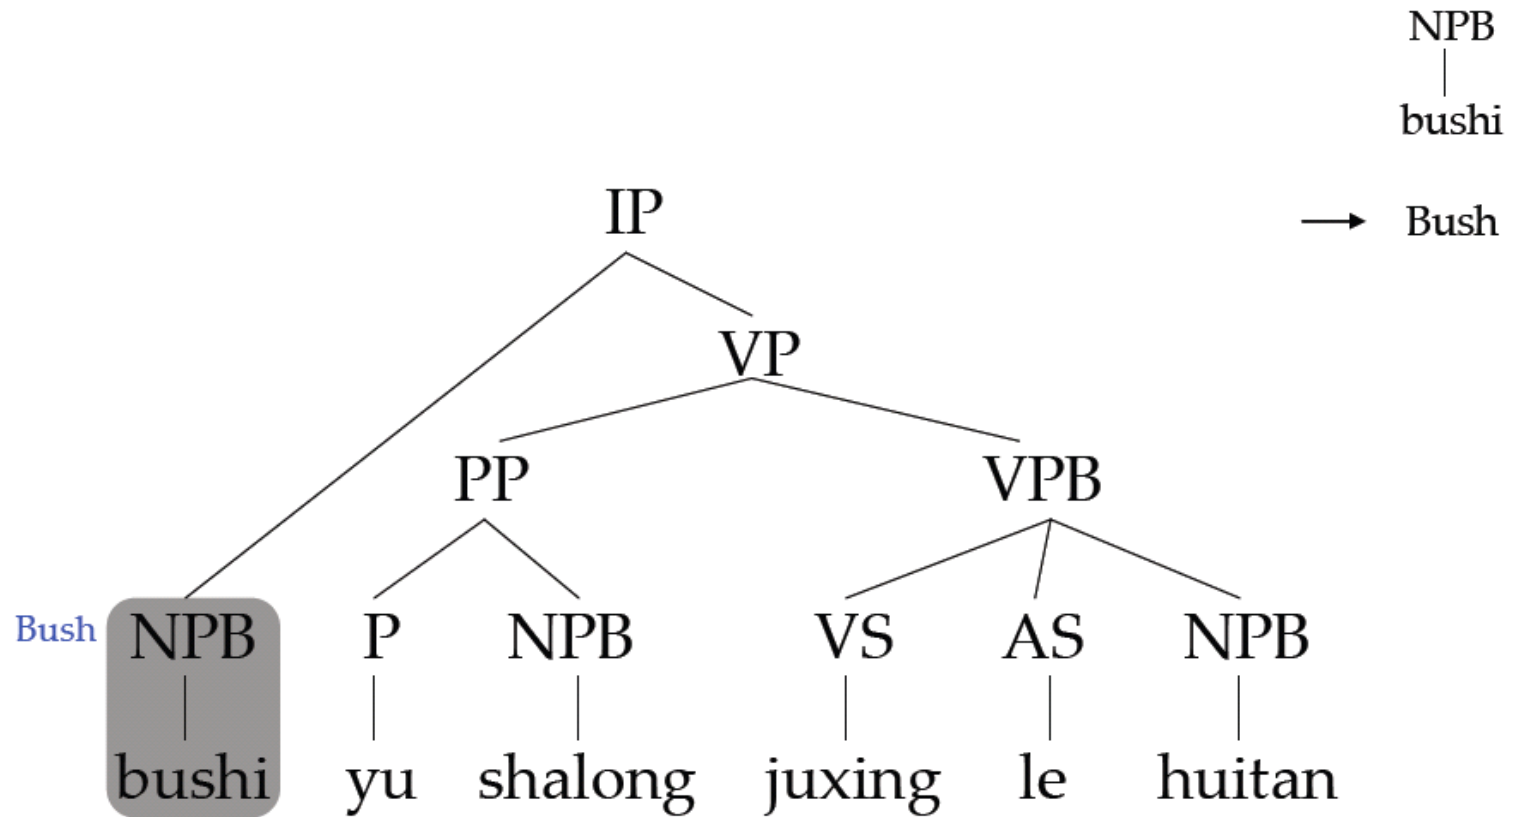 NPB
bushi
IP
Bush
VP
PP VPB
Bush NPB P NPB VS AS NPB
bushi yu shalong juxing le huitan